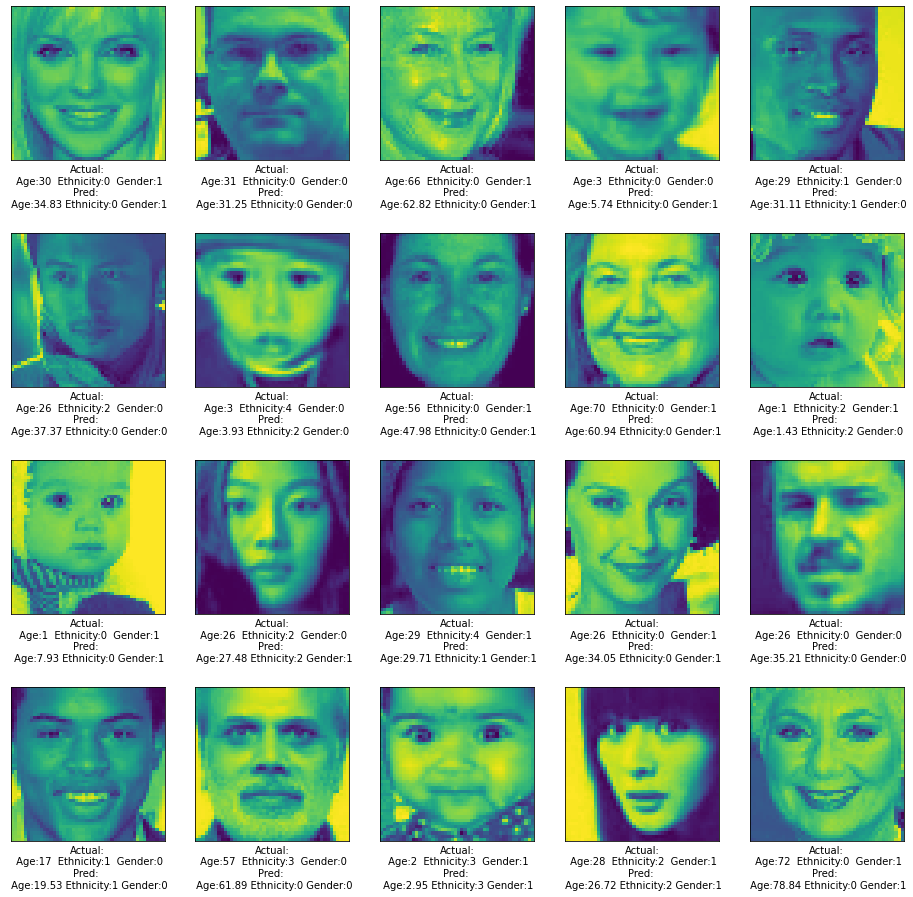 Actual:
Age:30 Ethnicity:0 Gender:1
Pred:
Age:34.83 Ethnicity:0 Gender:1
Actual:
Age:31 Ethnicity:0 Gender:0
Pred:
Age:31.25 Ethnicity:0 Gender:0
Actual:
Age:66 Ethnicity:0 Gender:1
Pred:
Age:62.82 Ethnicity:0 Gender:1
Actual:
Age:3 Ethnicity:0 Gender:0
Pred:
Age:5.74 Ethnicity:0 Gender:1
Actual:
Age:29 Ethnicity:1 Gender:0
Pred:
Age:31.11 Ethnicity:1 Gender:0
Actual:
Age:26 Ethnicity:2 Gender:0
Pred:
Age:37.37 Ethnicity:0 Gender:0
Actual:
Age:3 Ethnicity:4 Gender:0
Pred:
Age:3.93 Ethnicity:2 Gender:0
Actual:
Age:56 Ethnicity:0 Gender:1
Pred:
Age:47.98 Ethnicity:0 Gender:1
Actual:
Age:70 Ethnicity:0 Gender:1
Pred:
Age:60.94 Ethnicity:0 Gender:1
Actual:
Age:1 Ethnicity:2 Gender:1
Pred:
Age:1.43 Ethnicity:2 Gender:0
Actual:
Age:1 Ethnicity:0 Gender:1
Pred:
Age:7.93 Ethnicity:0 Gender:1
Actual:
Age:26 Ethnicity:2 Gender:0
Pred:
Age:27.48 Ethnicity:2 Gender:1
Actual:
Age:29 Ethnicity:4 Gender:1
Pred:
Age:29.71 Ethnicity:1 Gender:1
Actual:
Age:26 Ethnicity:0 Gender:1
Pred:
Age:34.05 Ethnicity:0 Gender:1
Actual:
Age:26 Ethnicity:0 Gender:0
Pred:
Age:35.21 Ethnicity:0 Gender:0
Actual:
Age:17 Ethnicity:1 Gender:0
Pred:
Age:19.53 Ethnicity:1 Gender:0
Actual:
Age:57 Ethnicity:3 Gender:0
Pred:
Age:61.89 Ethnicity:0 Gender:0
Actual:
Age:2 Ethnicity:3 Gender:1
Pred:
Age:2.95 Ethnicity:3 Gender:1
Actual:
Age:28 Ethnicity:2 Gender:1
Pred:
Age:26.72 Ethnicity:2 Gender:1
Actual:
Age:72 Ethnicity:0 Gender:1
Pred:
Age:78.84 Ethnicity:0 Gender:1